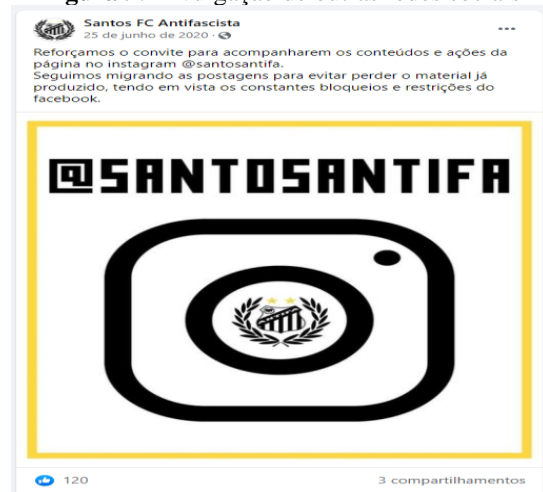 Santos FC Antifascista
25 de junho de 2020 ·
Reforçamos o convite para acompanharem os conteúdos e ações da
página no instagram @santosantifa.
Seguimos migrando as postagens para evitar perder o material já
produzido, tendo em vista os constantes bloqueios e restrições do
facebook.
@SANTOSANTIFA
120
3 compartilhamentos